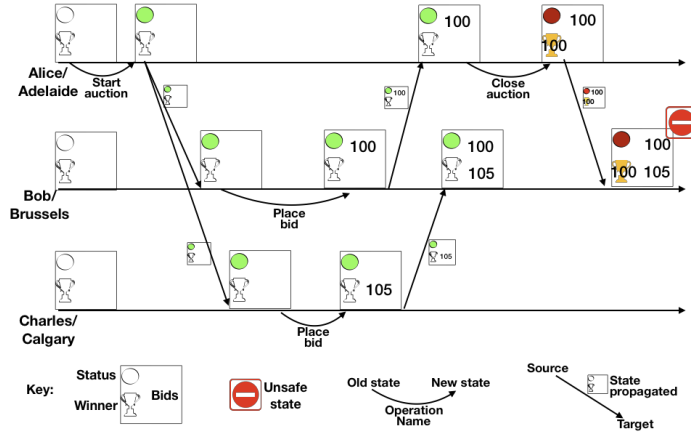 100
100
100
Alice/
Adelaide
Start
auction
100
Close
auction
100
100
100
100
100
100
105
100 105
Bob/
Brussels
Place
bid
105
105
Charles/
Calgary
Place
bid
Key:
Status
Winner
Bids
Unsafe
state
Old state
New state
Operation
Name
Source
State
propagated
Target